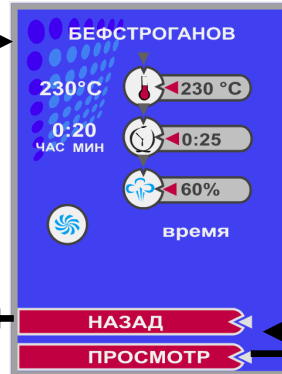 БЕФСТРОГАНОВ
230°C 230 °C
0:20 0:25
ЧАС МИН
60%
время
НАЗАД
ПРОСМОТР